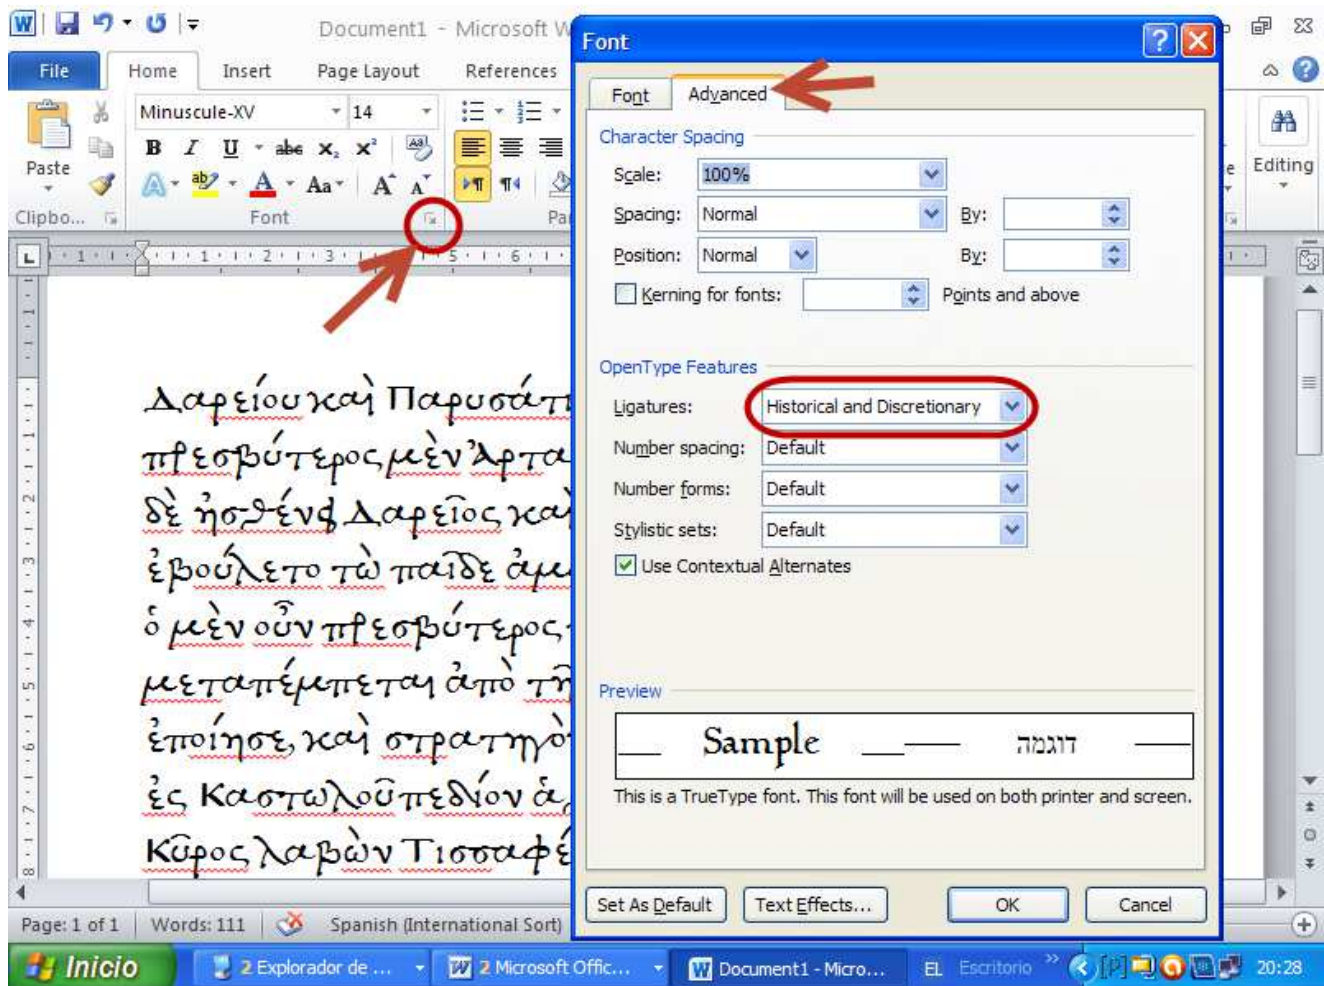 Document1 - Microsoft W
File Home Insert Page Layout References
Minuscule-XV 14
Paste
B I U abc x₂ x² Aa
A Aa A A
Clipbo... Font Pa
Editing
Δαρείου καὶ Παρυσάτι
πρεσβύτερος μὲν Ἀρτα
δὲ ἠσθένει Δαρεῖος καὶ
ἐβούλετο τὼ παῖδε ἀμ
ὁ μὲν οὖν πρεσβύτερος
μεταπέμπεται ἀπὸ τῆ
ἐποίησε, καὶ στρατηγὸ
ἐς Καστωλοῦ πεδίον ἁ
Κῦρος λαβὼν Τισσαφέ
Page: 1 of 1 Words: 111 Spanish (International Sort)
Font
Font Advanced
Character Spacing
Scale: 100%
Spacing: Normal By:
Position: Normal By:
Kerning for fonts: Points and above
OpenType Features
Ligatures: Historical and Discretionary
Number spacing: Default
Number forms: Default
Stylistic sets: Default
Use Contextual Alternates
Preview
Sample דוגמה
This is a TrueType font. This font will be used on both printer and screen.
Set As Default Text Effects... OK Cancel
Inicio 2 Explorador de ... 2 Microsoft Offic... Document1 - Micro... EL Escritorio 20:28